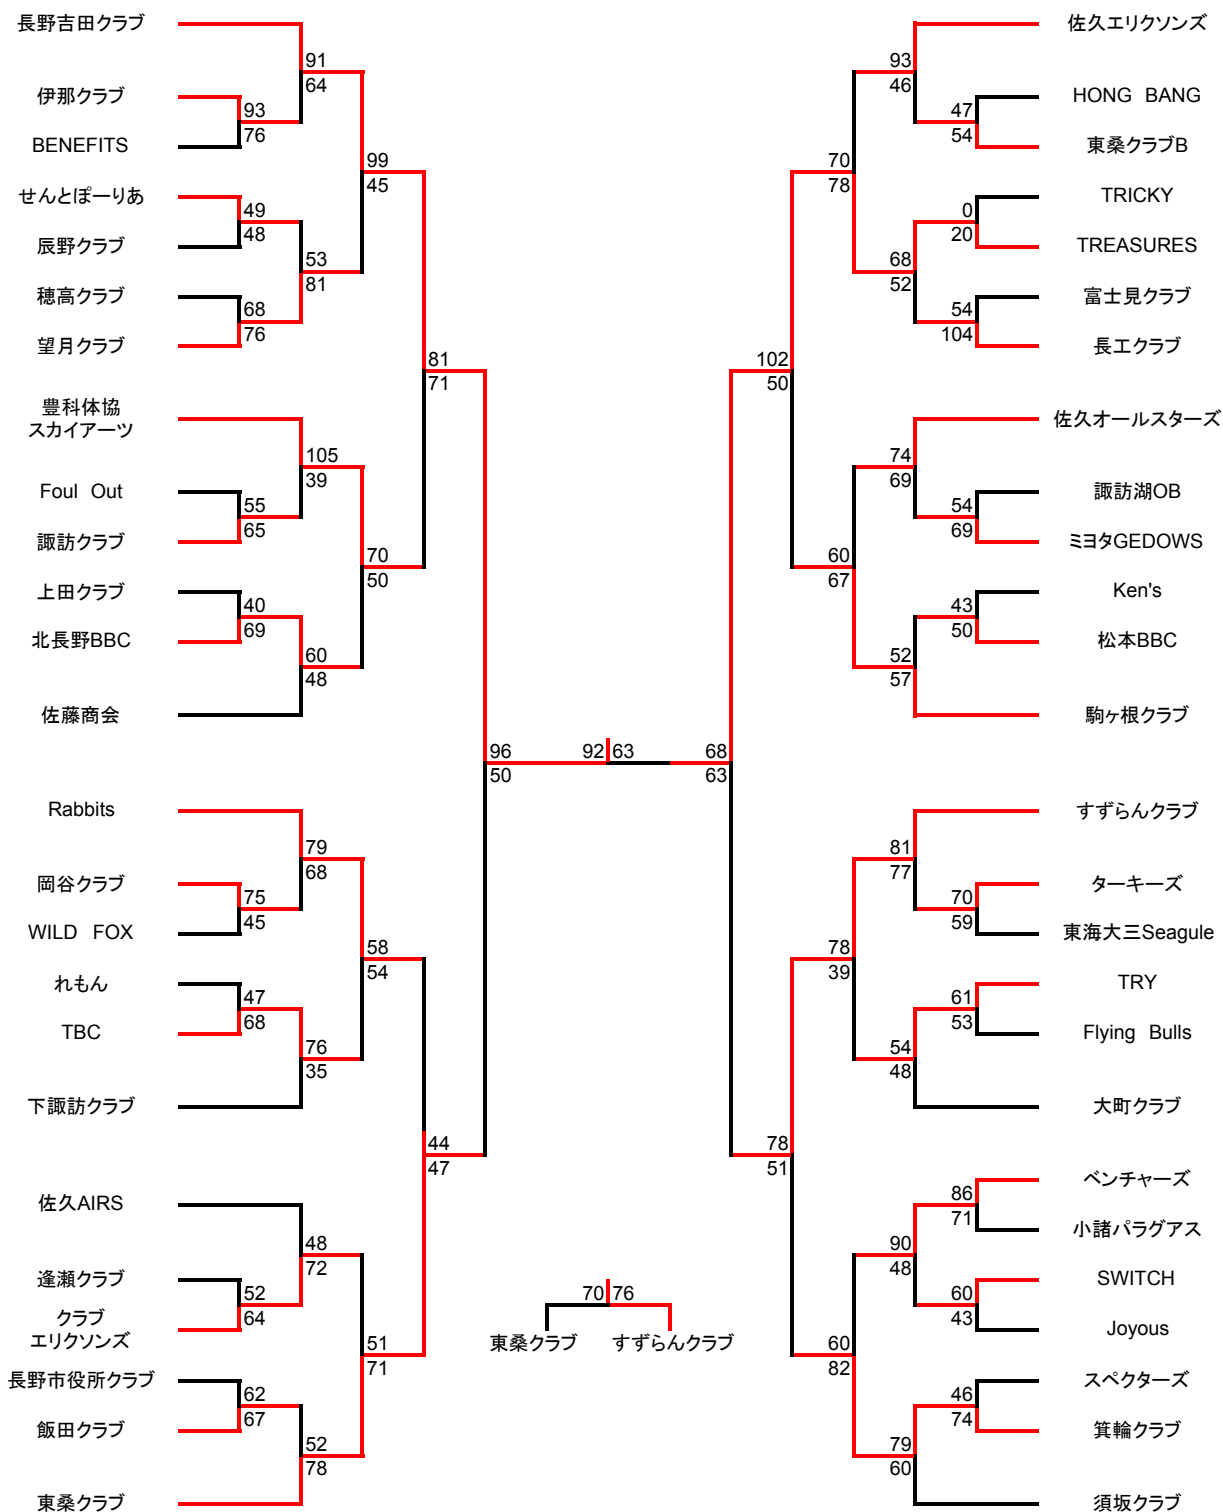 長野吉田クラブ
91
64
伊那クラブ
93
76
BENEFITS
99
45
せんとぽーりあ
49
48
辰野クラブ
53
81
穂高クラブ
68
76
望月クラブ
81
71
豊科体協
スカイアーツ
105
39
Foul Out
55
65
諏訪クラブ
70
50
上田クラブ
40
69
北長野BBC
60
48
佐藤商会
96
50
Rabbits
79
68
岡谷クラブ
75
45
WILD FOX
58
54
れもん
47
68
TBC
76
35
下諏訪クラブ
44
47
佐久AIRS
48
72
逢瀬クラブ
52
64
クラブ
エリクソンズ
51
71
長野市役所クラブ
62
67
飯田クラブ
52
78
東桑クラブ
92 63
70 76
東桑クラブ すずらんクラブ
佐久エリクソンズ
93
46
HONG BANG
47
54
東桑クラブB
70
78
TRICKY
0
20
TREASURES
68
52
富士見クラブ
54
104
長工クラブ
102
50
佐久オールスターズ
74
69
諏訪湖OB
54
69
ミヨタGEDOWS
60
67
Ken's
43
50
松本BBC
52
57
駒ヶ根クラブ
68
63
すずらんクラブ
81
77
ターキーズ
70
59
東海大三Seagule
78
39
TRY
61
53
Flying Bulls
54
48
大町クラブ
78
51
ベンチャーズ
86
71
小諸パラグアス
90
48
SWITCH
60
43
Joyous
60
82
スペクターズ
46
74
箕輪クラブ
79
60
須坂クラブ